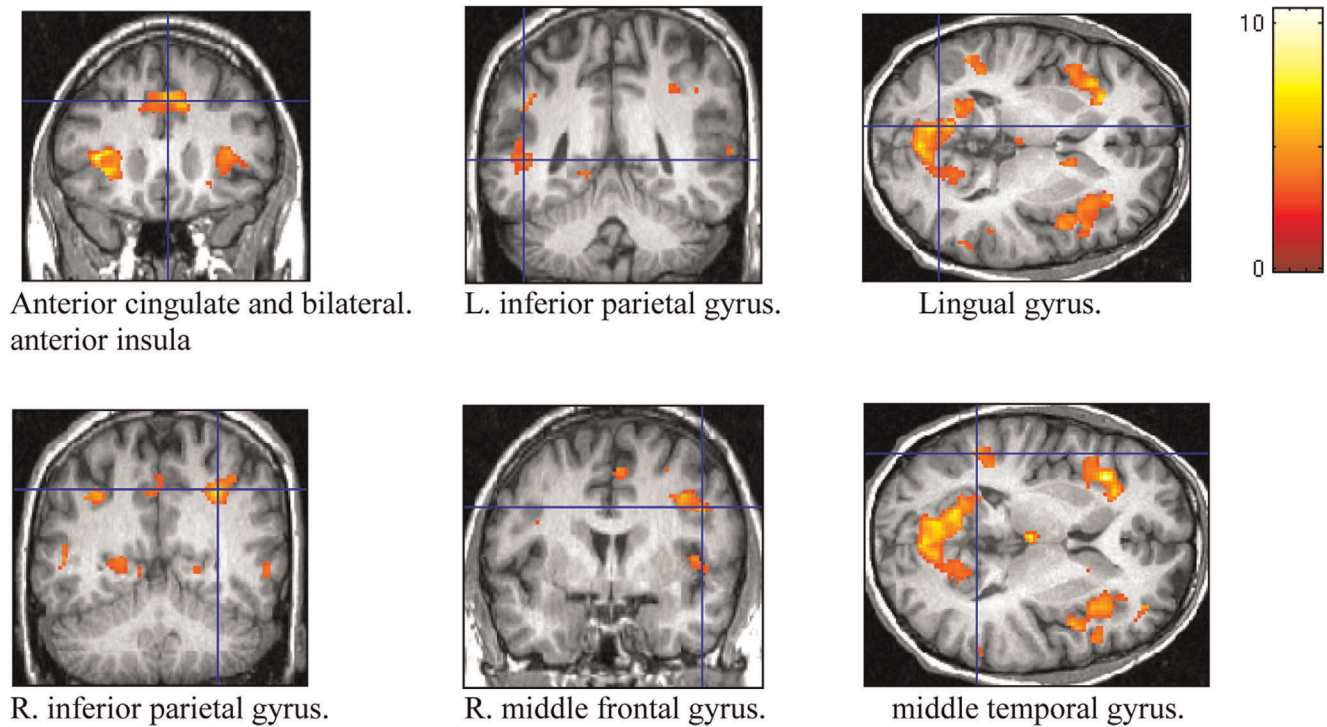 10
0
Anterior cingulate and bilateral.
anterior insula
L. inferior parietal gyrus.
Lingual gyrus.
R. inferior parietal gyrus.
R. middle frontal gyrus.
middle temporal gyrus.